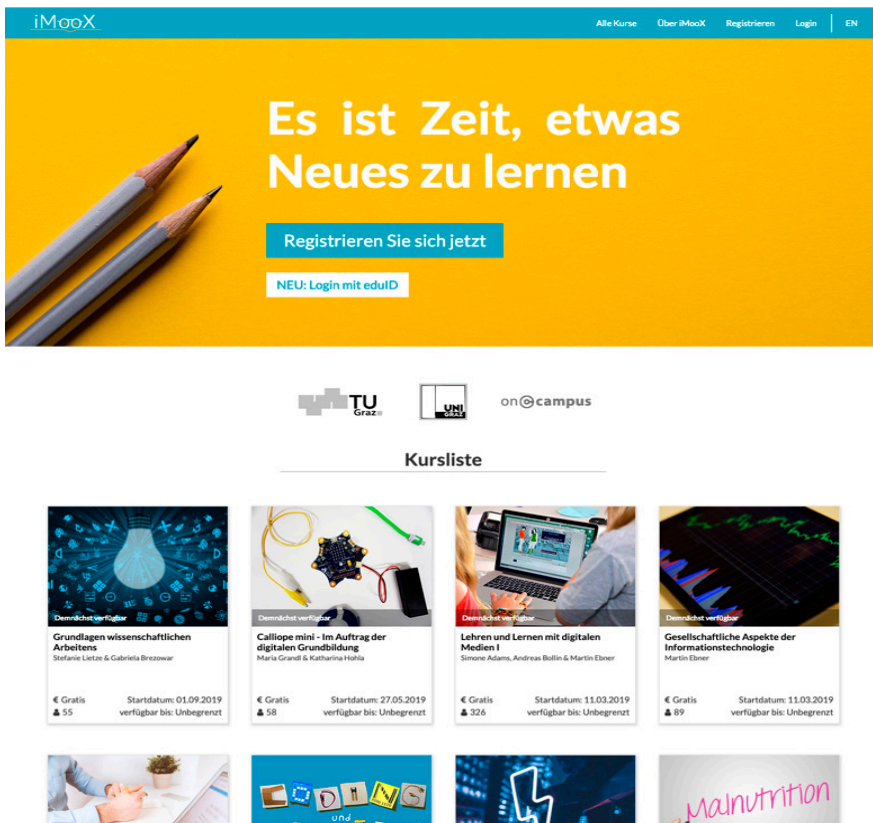 iMooX
Alle Kurse
Über iMooX
Registrieren
Login
EN
Es ist Zeit, etwas
Neues zu lernen
Registrieren Sie sich jetzt
NEU: Login mit eduID
TU
Graz
UNI
GRAZ
oncampus
Kursliste
Demnächst verfügbar
Grundlagen wissenschaftlichen
Arbeitens
Stefanie Lietze & Gabriela Brezowar
€ Gratis
Startdatum: 01.09.2019
55
verfügbar bis: Unbegrenzt
Demnächst verfügbar
Calliope mini - Im Auftrag der
digitalen Grundbildung
Maria Grandl & Katharina Hohla
€ Gratis
Startdatum: 27.05.2019
58
verfügbar bis: Unbegrenzt
Demnächst verfügbar
Lehren und Lernen mit digitalen
Medien I
Simone Adams, Andreas Bollin & Martin Ebner
€ Gratis
Startdatum: 11.03.2019
326
verfügbar bis: Unbegrenzt
Demnächst verfügbar
Gesellschaftliche Aspekte der
Informationstechnologie
Martin Ebner
€ Gratis
Startdatum: 11.03.2019
89
verfügbar bis: Unbegrenzt
CODING
und
Malnutrition